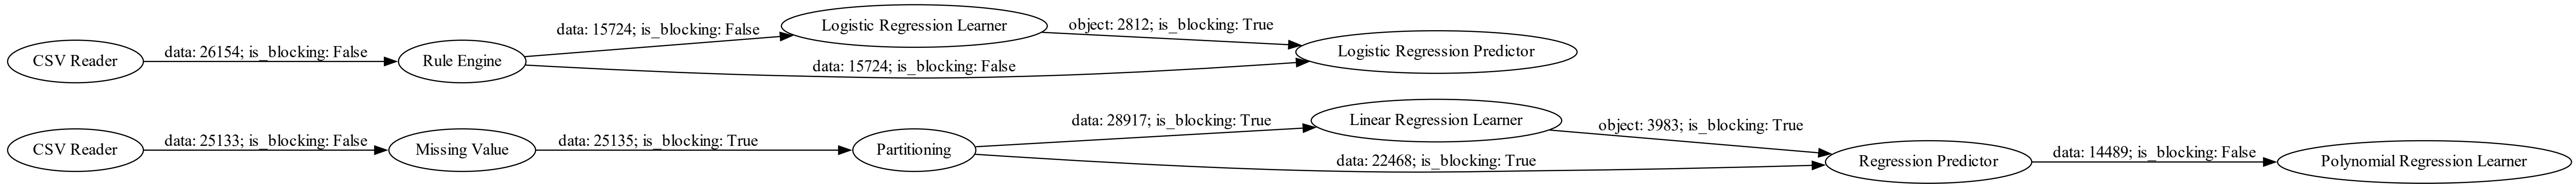 CSV Reader
data: 26154; is_blocking: False
Rule Engine
data: 15724; is_blocking: False
Logistic Regression Learner
object: 2812; is_blocking: True
data: 15724; is_blocking: False
Logistic Regression Predictor
CSV Reader
data: 25133; is_blocking: False
Missing Value
data: 25135; is_blocking: True
Partitioning
data: 28917; is_blocking: True
Linear Regression Learner
object: 3983; is_blocking: True
data: 22468; is_blocking: True
Regression Predictor
data: 14489; is_blocking: False
Polynomial Regression Learner